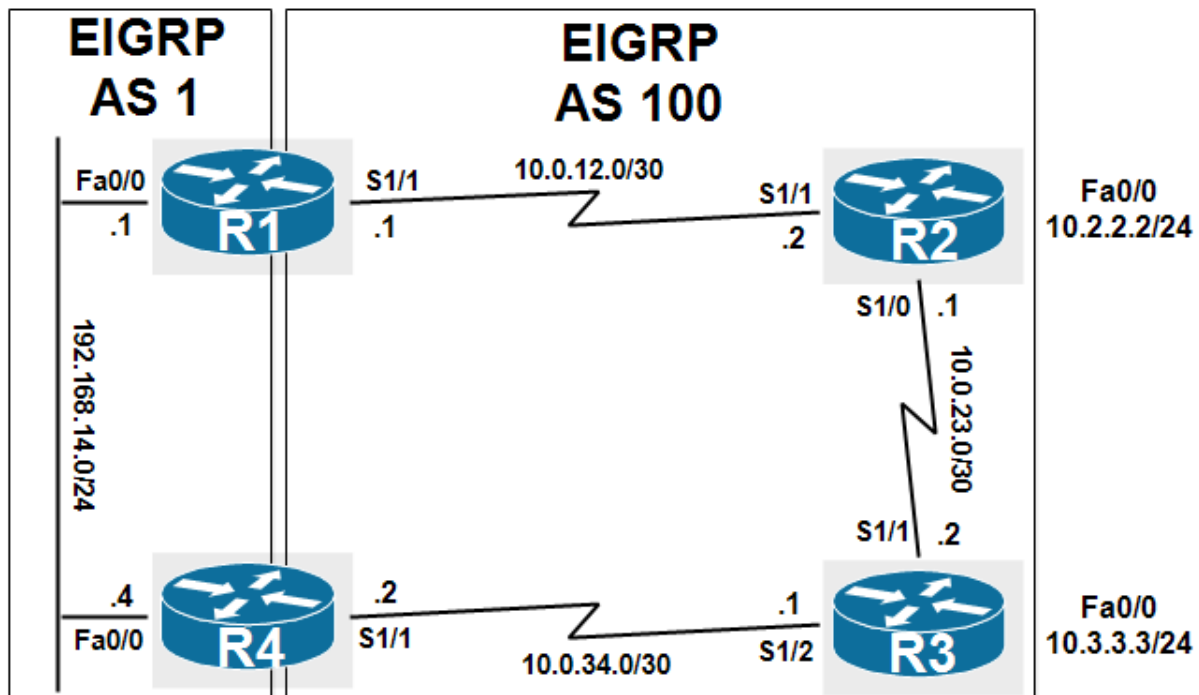 EIGRP
AS 1
EIGRP
AS 100
Fa0/0
.1
R1
S1/1
.1
10.0.12.0/30
S1/1
.2
R2
Fa0/0
10.2.2.2/24
S1/0
.1
192.168.14.0/24
10.0.23.0/30
S1/1
.2
.4
Fa0/0
R4
.2
S1/1
10.0.34.0/30
.1
S1/2
R3
Fa0/0
10.3.3.3/24